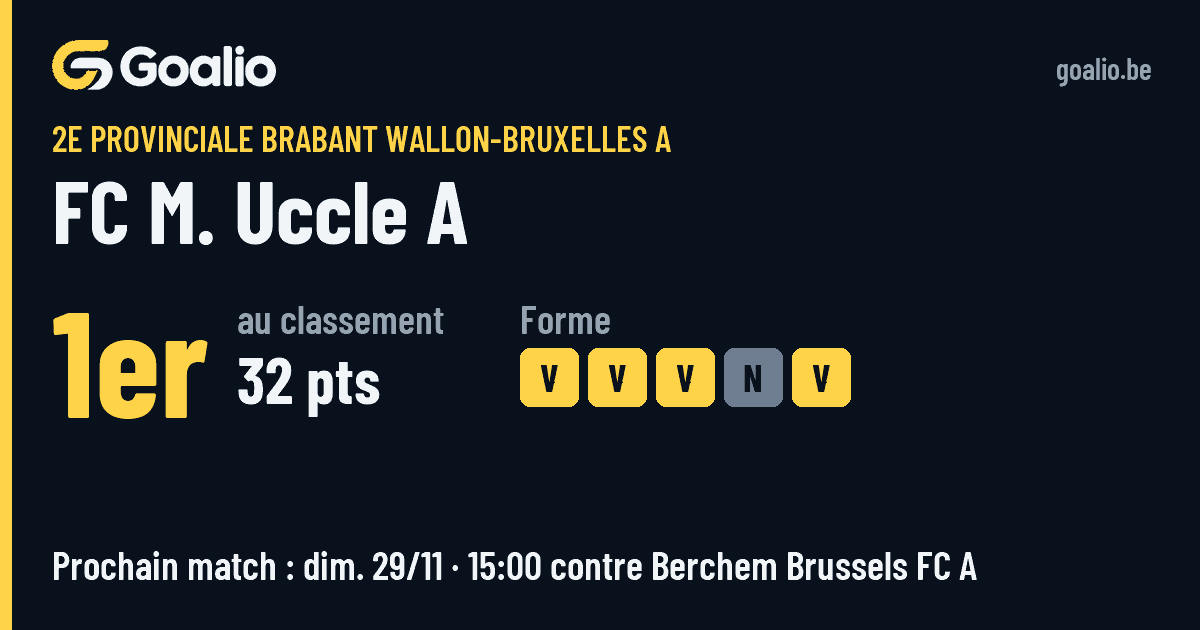 Goalio
goalio.be
2E PROVINCIALE BRABANT WALLON-BRUXELLES A
FC M. Uccle A
1er
au classement
32 pts
Forme
V V V N V
Prochain match : dim. 29/11 · 15:00 contre Berchem Brussels FC A